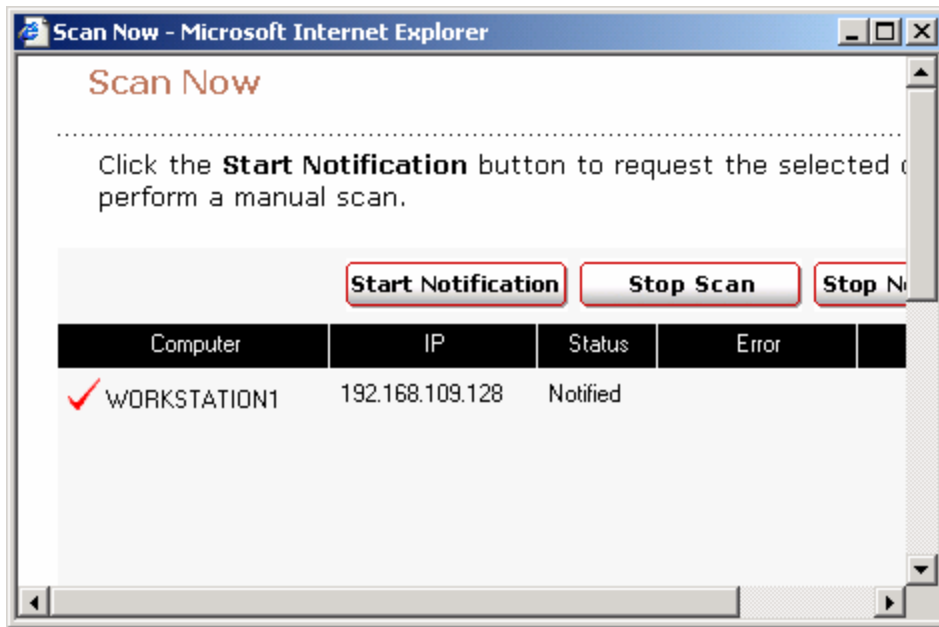 Scan Now - Microsoft Internet Explorer
Scan Now
Click the Start Notification button to request the selected
perform a manual scan.
Start Notification Stop Scan Stop
Computer IP Status Error
WORKSTATION1 192.168.109.128 Notified